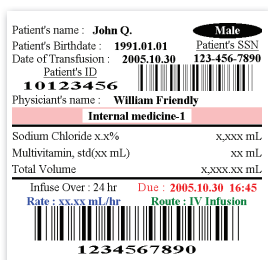 Patient's name : John Q. Male
Patient's Birthdate : 1991.01.01 Patient's SSN
Date of Transfusion : 2005.10.30 123-456-7890
Patient's ID
10123456
Physiciant's name : William Friendly
Internal medicine-1
Sodium Chloride x.x% x,xxx mL
Multivitamin, std(xx mL) xx mL
Total Volume x,xxx.xx mL
Infuse Over : 24 hr Due : 2005.10.30 16:45
Rate : xx.xx mL/hr Route : IV Infusion
1234567890